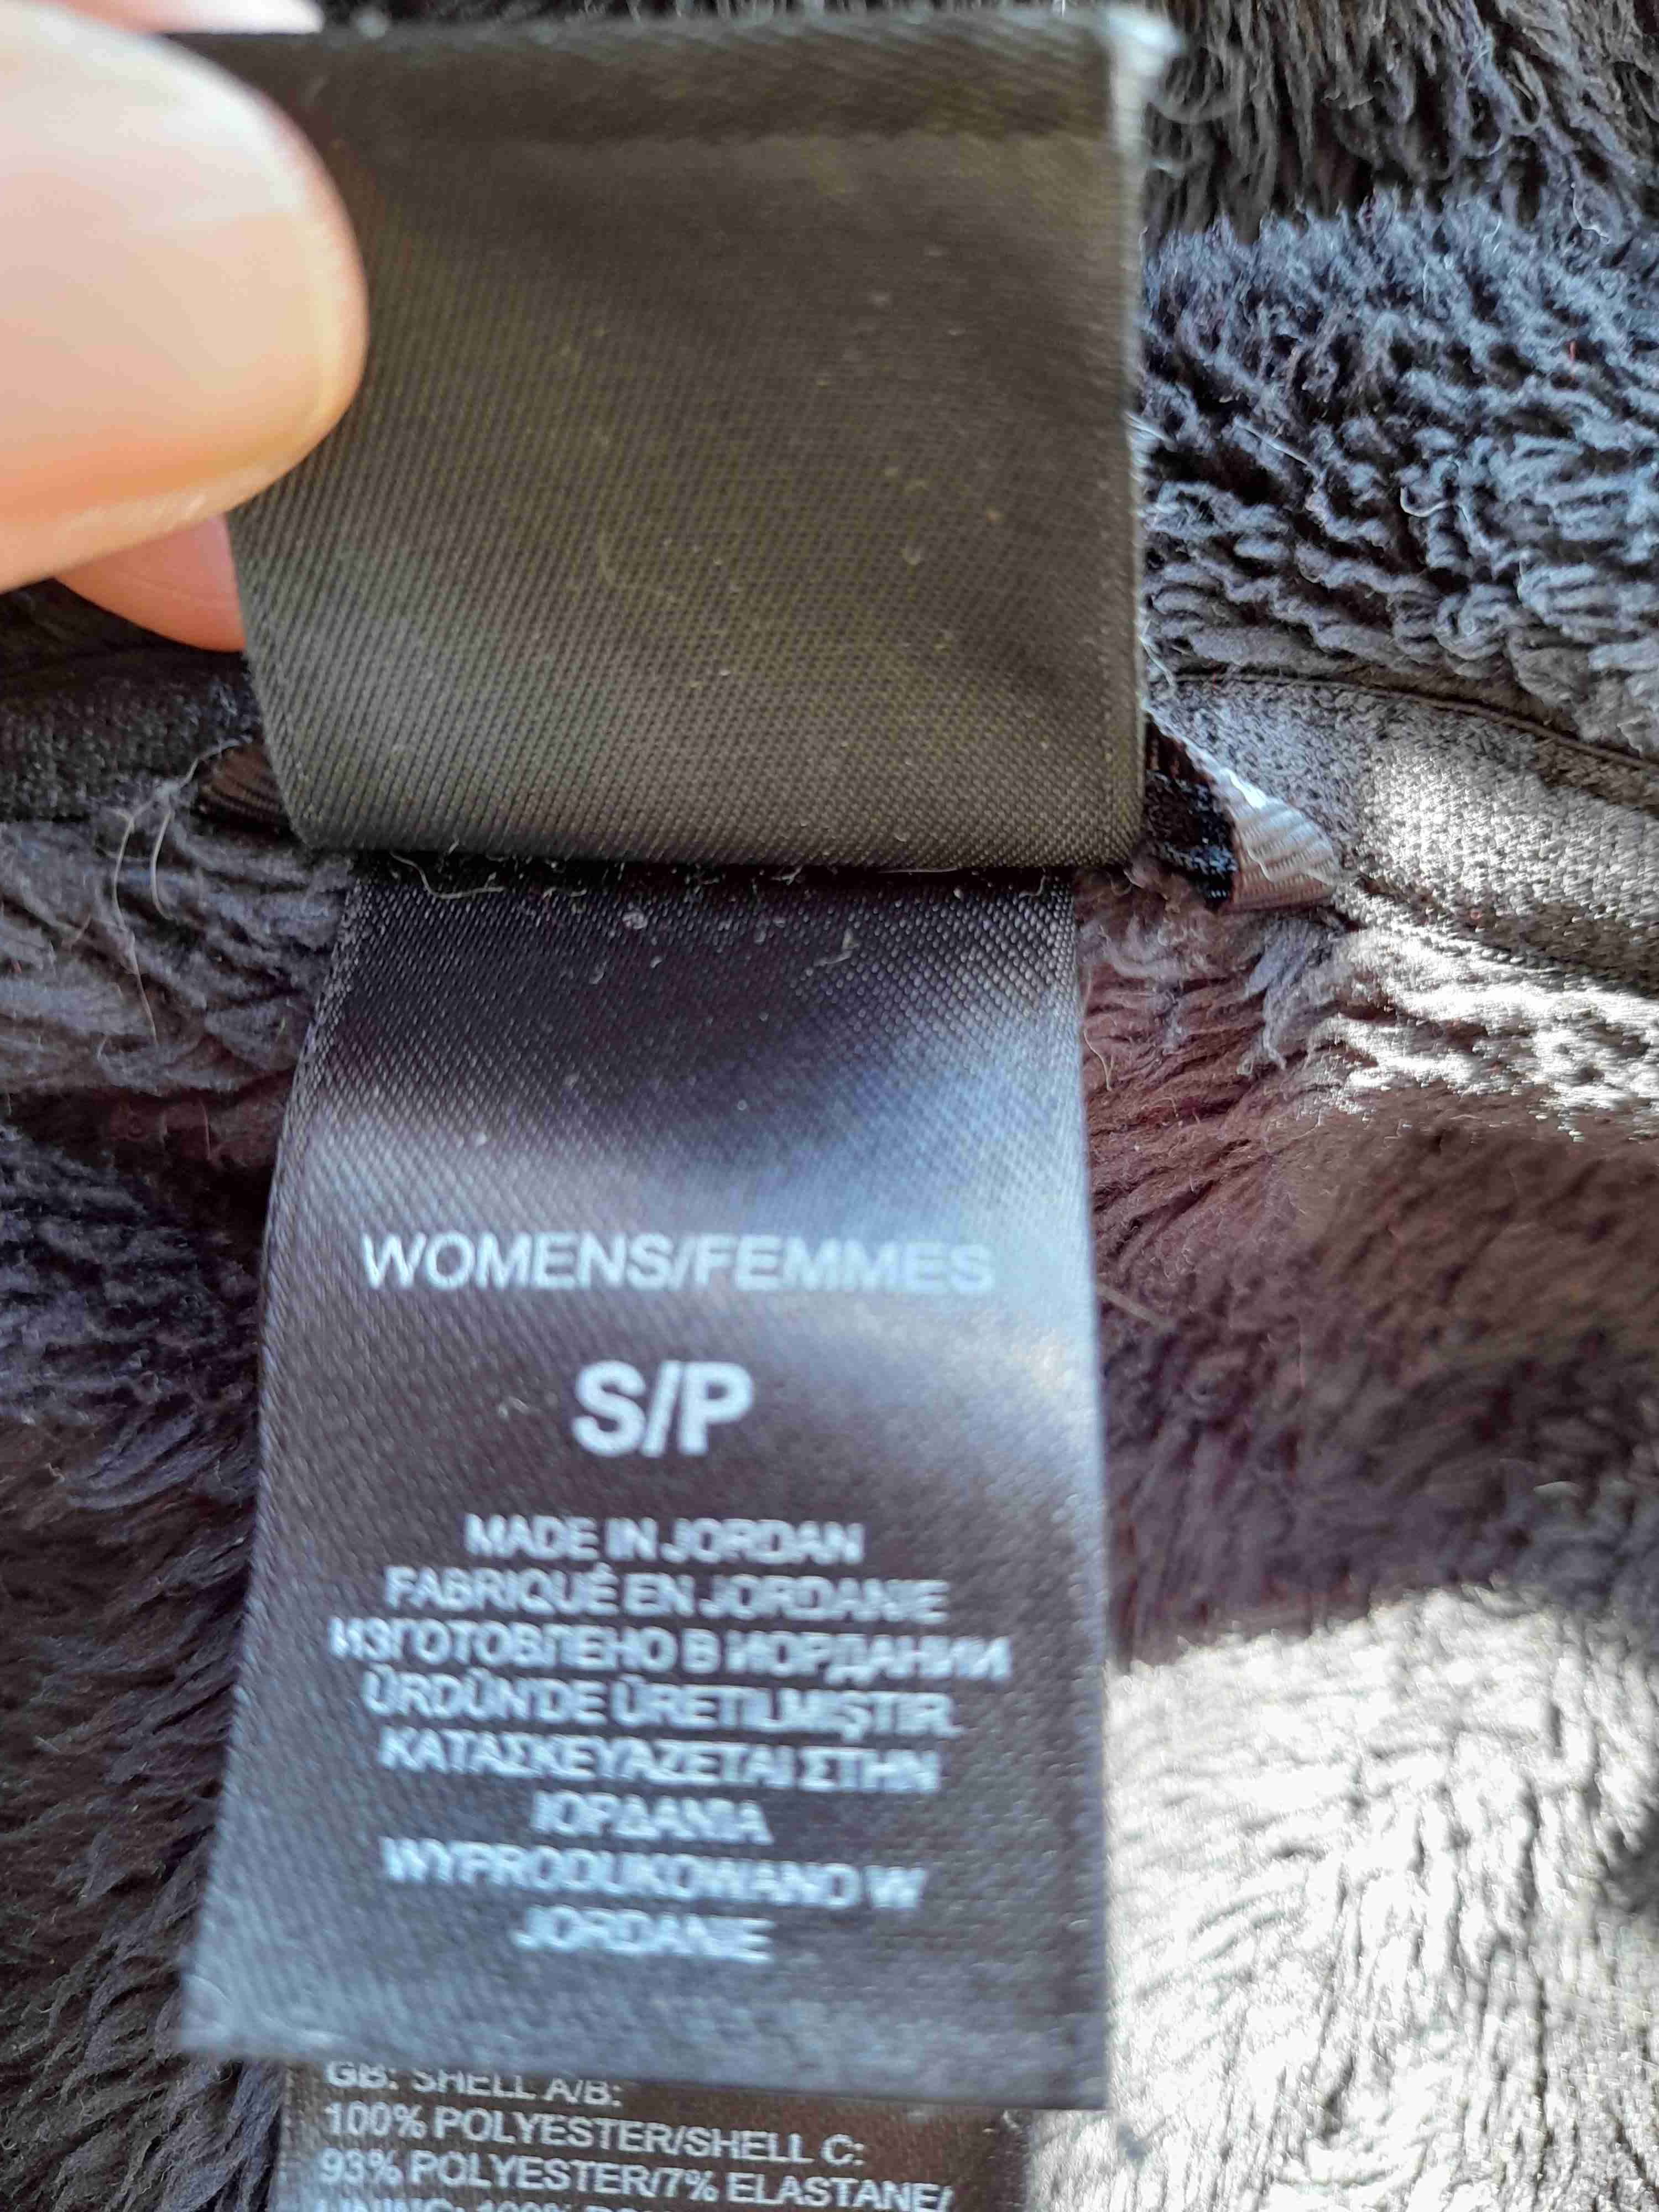 WOMENS/FEMMES
S/P
MADE IN JORDAN
FABRIQUÉ EN JORDANIE
ИЗГОТОВЛЕНО В ИОРДАНИИ
ÜRDÜN'DE ÜRETILMIŞTIR.
ΚΑΤΑΣΚΕΥΑΖΕΤΑΙ ΣΤΗΝ
ΙΟΡΔΑΝΙΑ
WYPRODUKOWANO W
JORDANIE
GB: SHELL A/B:
100% POLYESTER/SHELL C:
93% POLYESTER/7% ELASTANE/